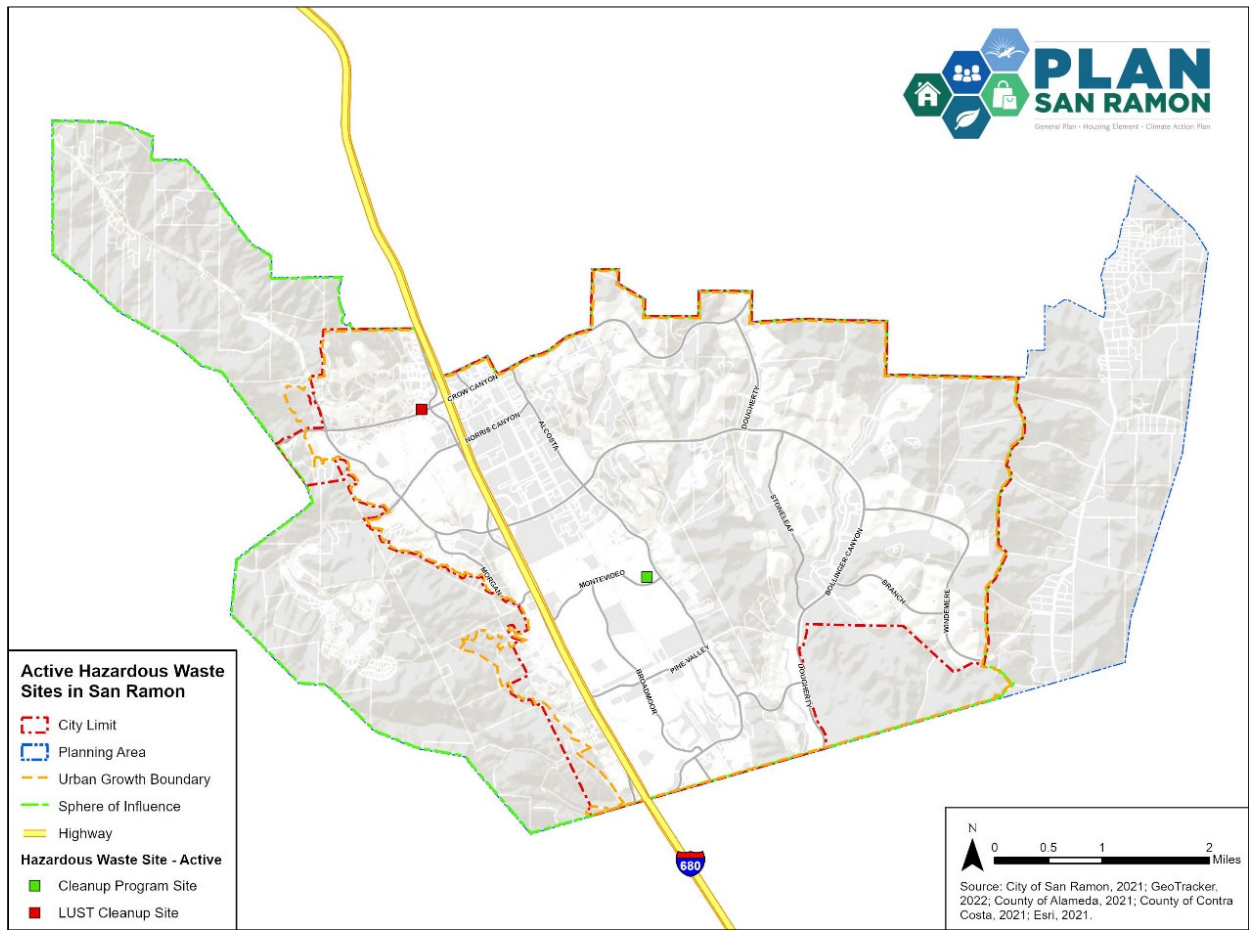 PLAN
SAN RAMON
General Plan • Housing Element • Climate Action Plan
CROW CANYON
NORRIS CANYON
ALCOSTA
DOUGHERTY
STONELEAF
BOLLINGER CANYON
MORGAN
MONTEVIDEO
BRANCH
WINDEMERE
PINE VALLEY
BROADMOOR
DOUGHERTY
680
Active Hazardous Waste
Sites in San Ramon
City Limit
Planning Area
Urban Growth Boundary
Sphere of Influence
Highway
Hazardous Waste Site - Active
Cleanup Program Site
LUST Cleanup Site
N
0 0.5 1 2
Miles
Source: City of San Ramon, 2021; GeoTracker,
2022; County of Alameda, 2021; County of Contra
Costa, 2021; Esri, 2021.